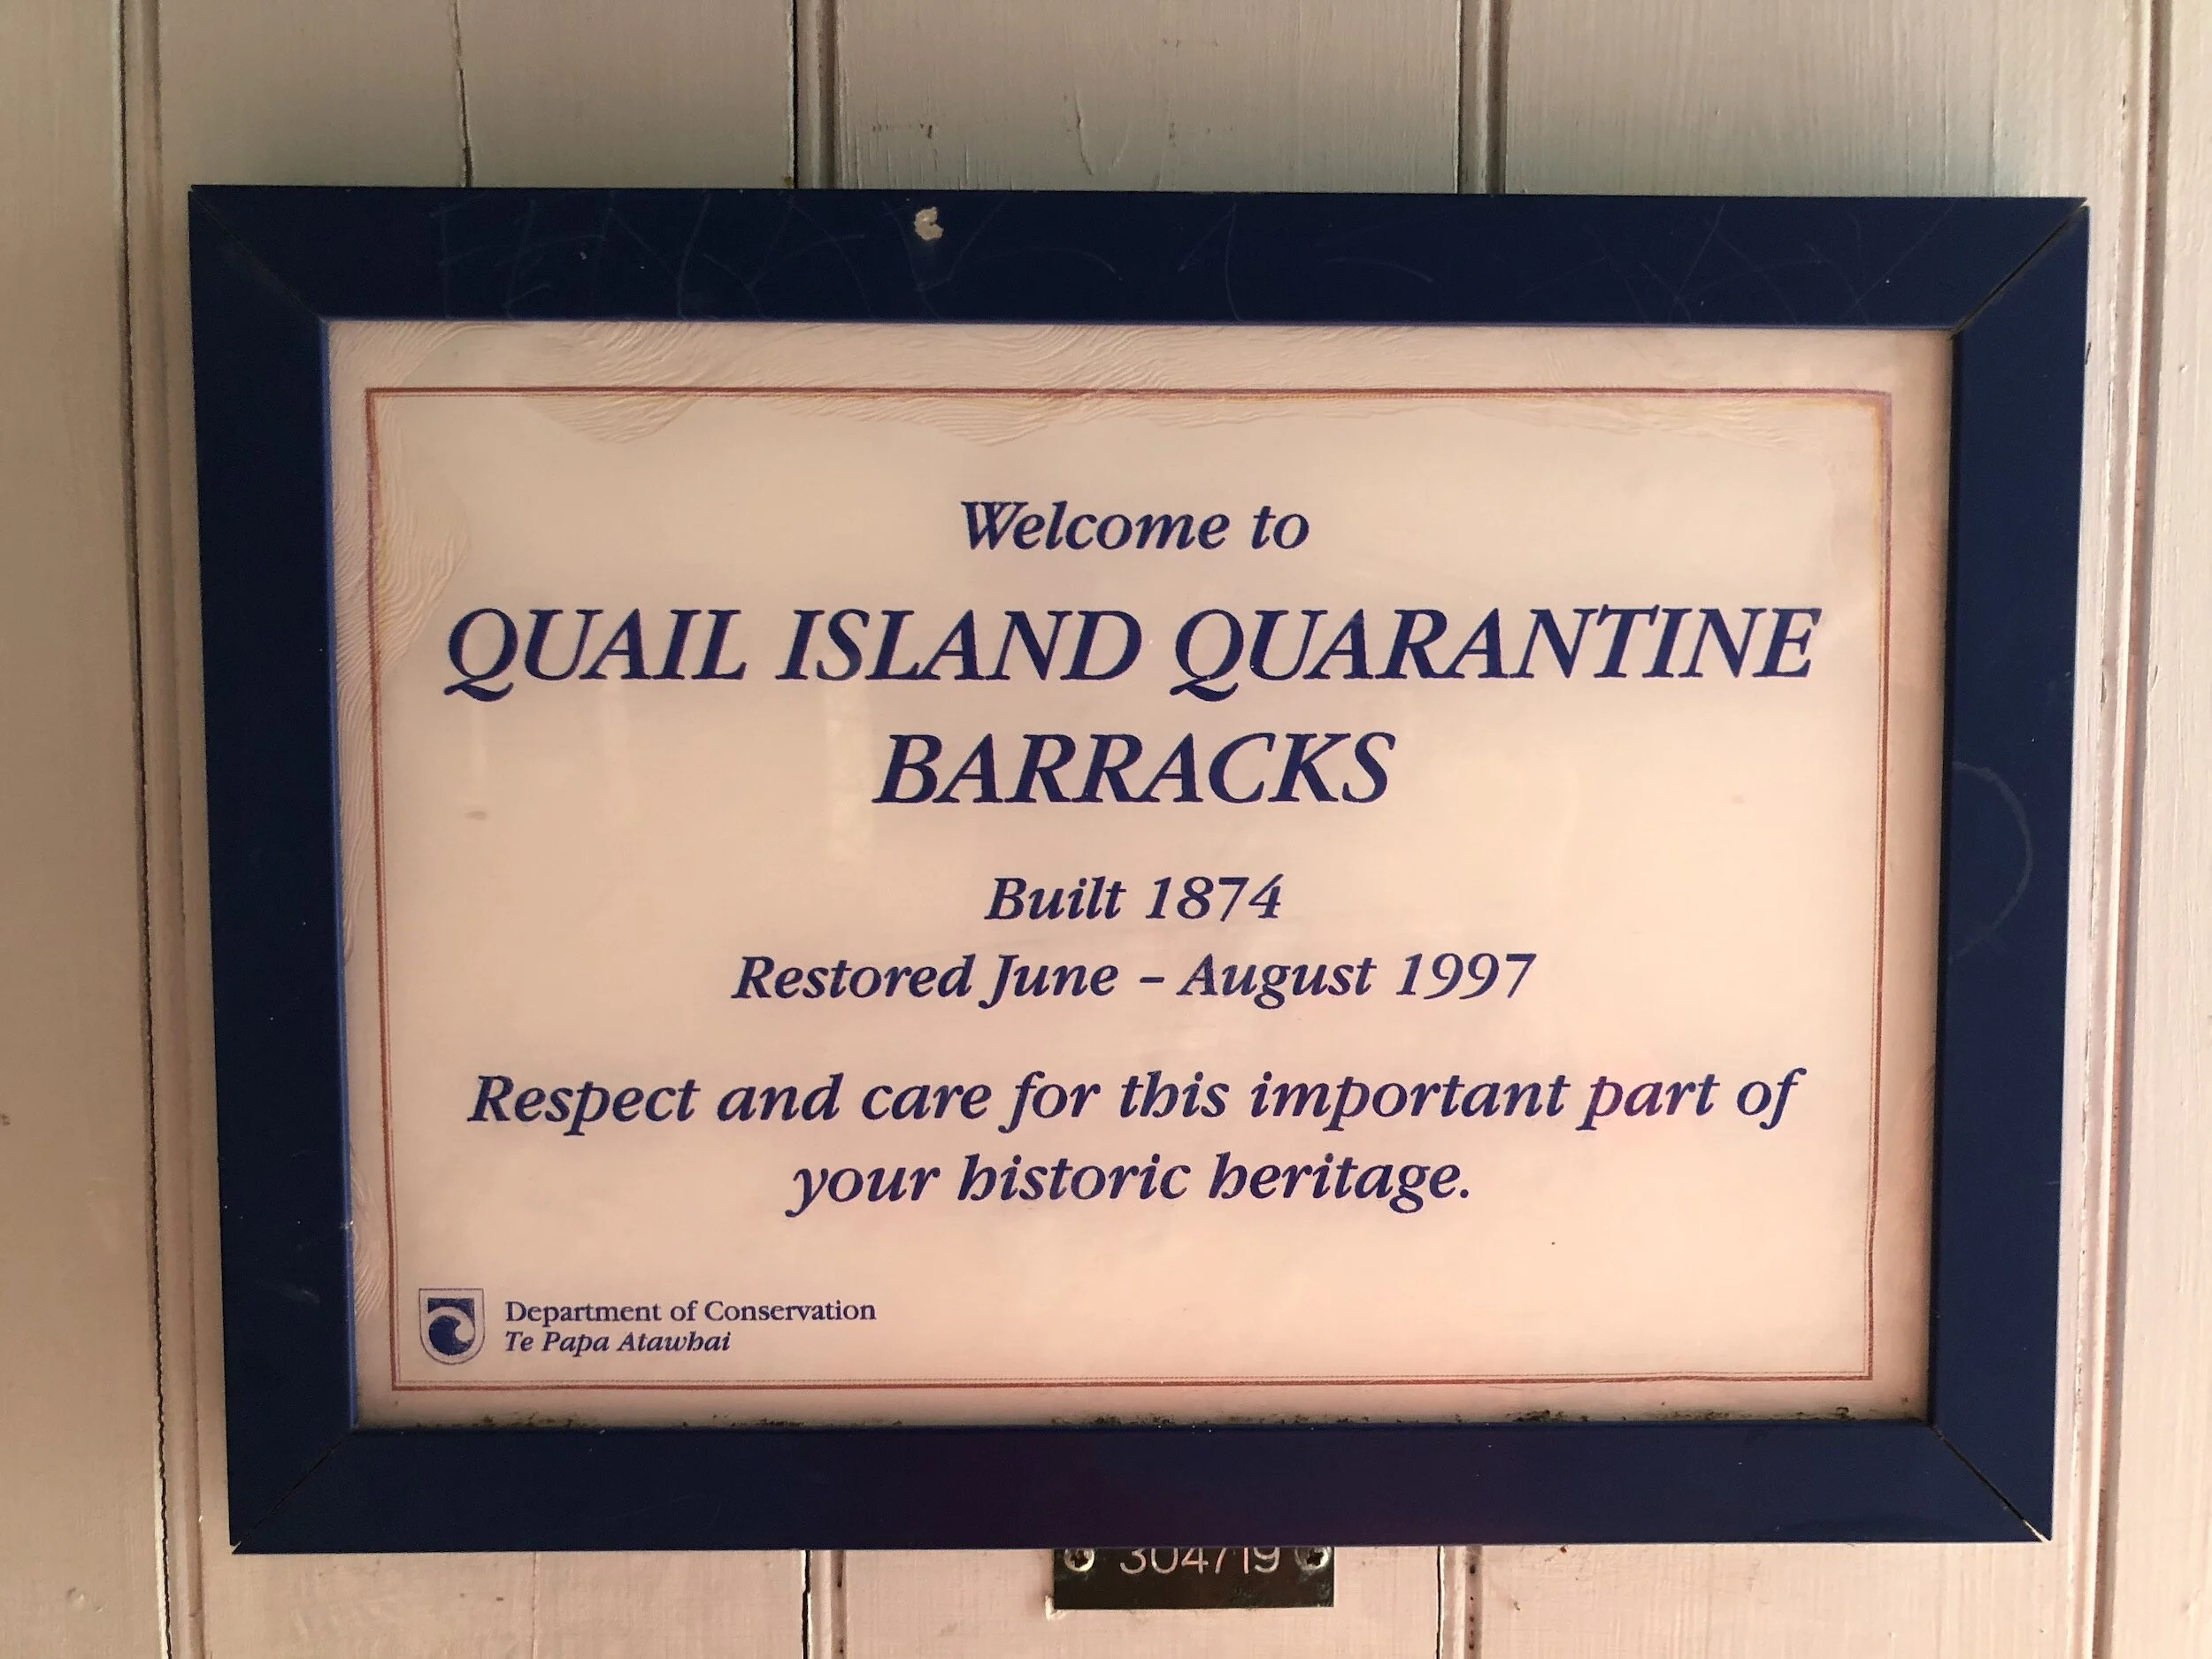 Welcome to
QUAIL ISLAND QUARANTINE
BARRACKS
Built 1874
Restored June – August 1997
Respect and care for this important part of
your historic heritage.
Department of Conservation
Te Papa Atawhai
304719